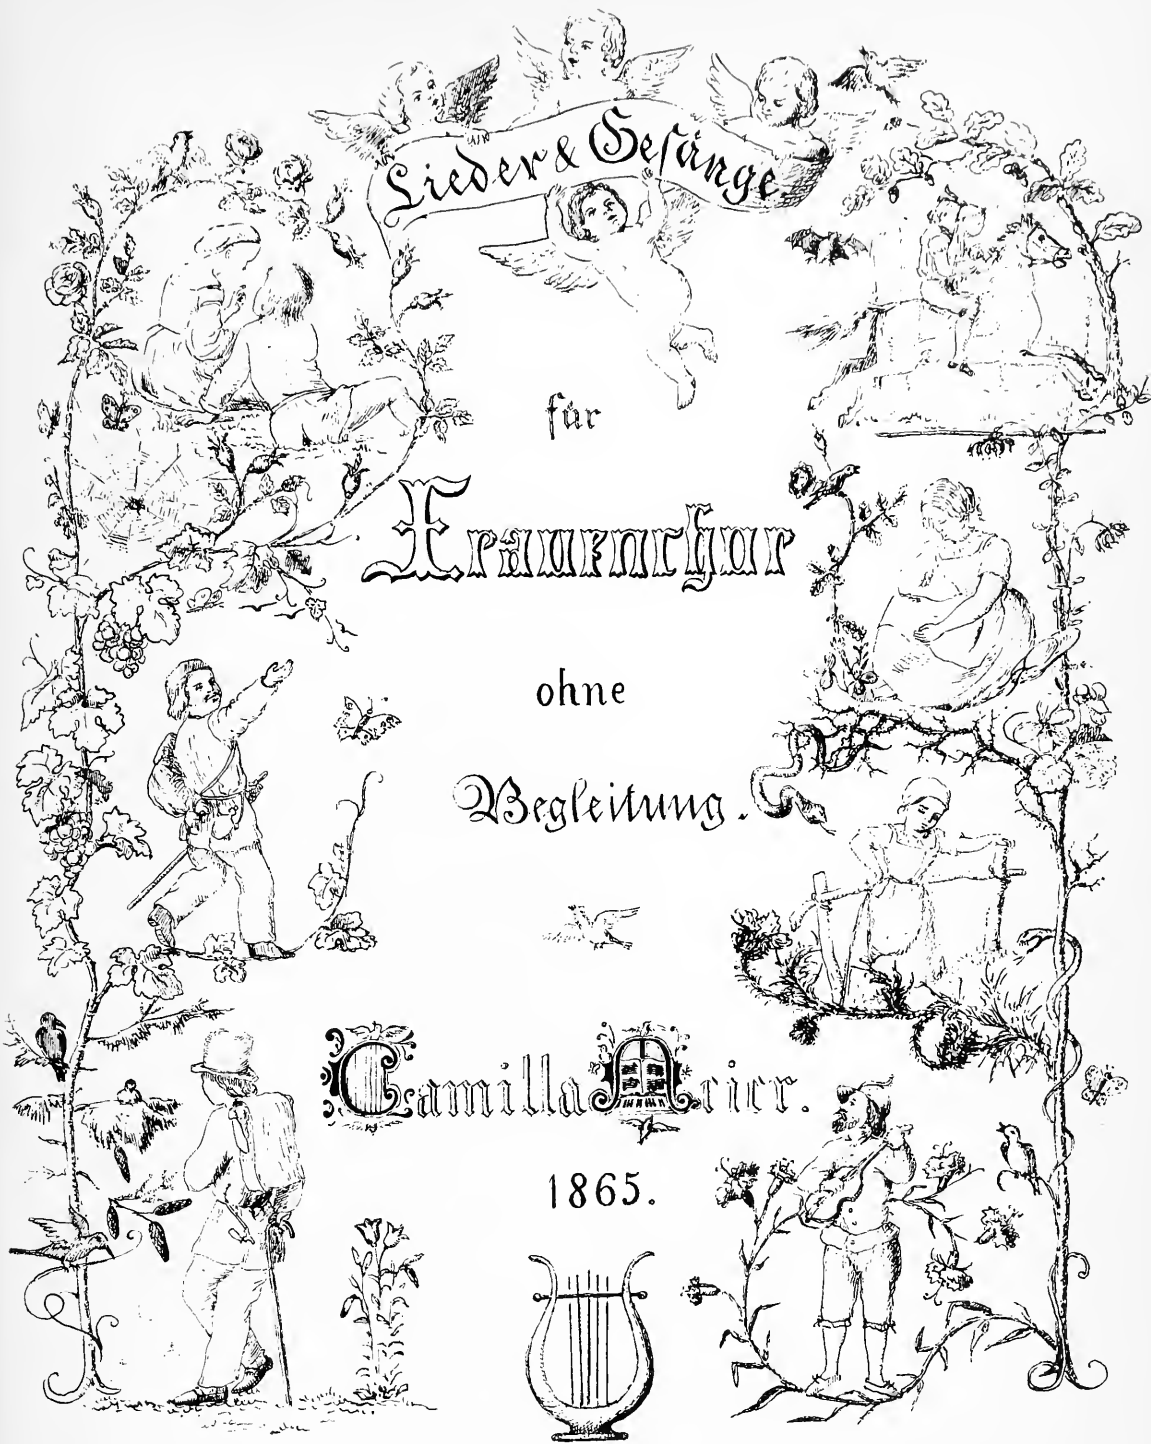 Lieder & Gesänge
für
Frauenchor
ohne
Begleitung.
Camilla Meier.
1865.